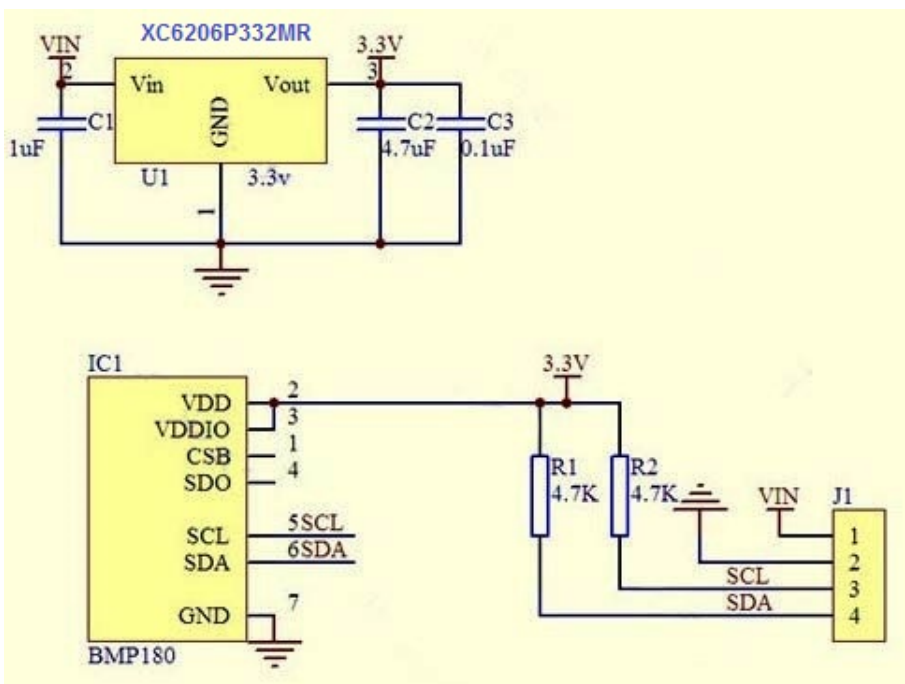 XC6206P332MR
VIN
3.3V
2
3
Vin
Vout
GND
C1
1uF
C2
4.7uF
C3
0.1uF
U1
3.3v
1
IC1
VDD
2
VDDIO
3
CSB
1
SDO
4
SCL
5SCL
SDA
6SDA
GND
7
BMP180
3.3V
R1
4.7K
R2
4.7K
VIN
J1
1
2
SCL
3
SDA
4